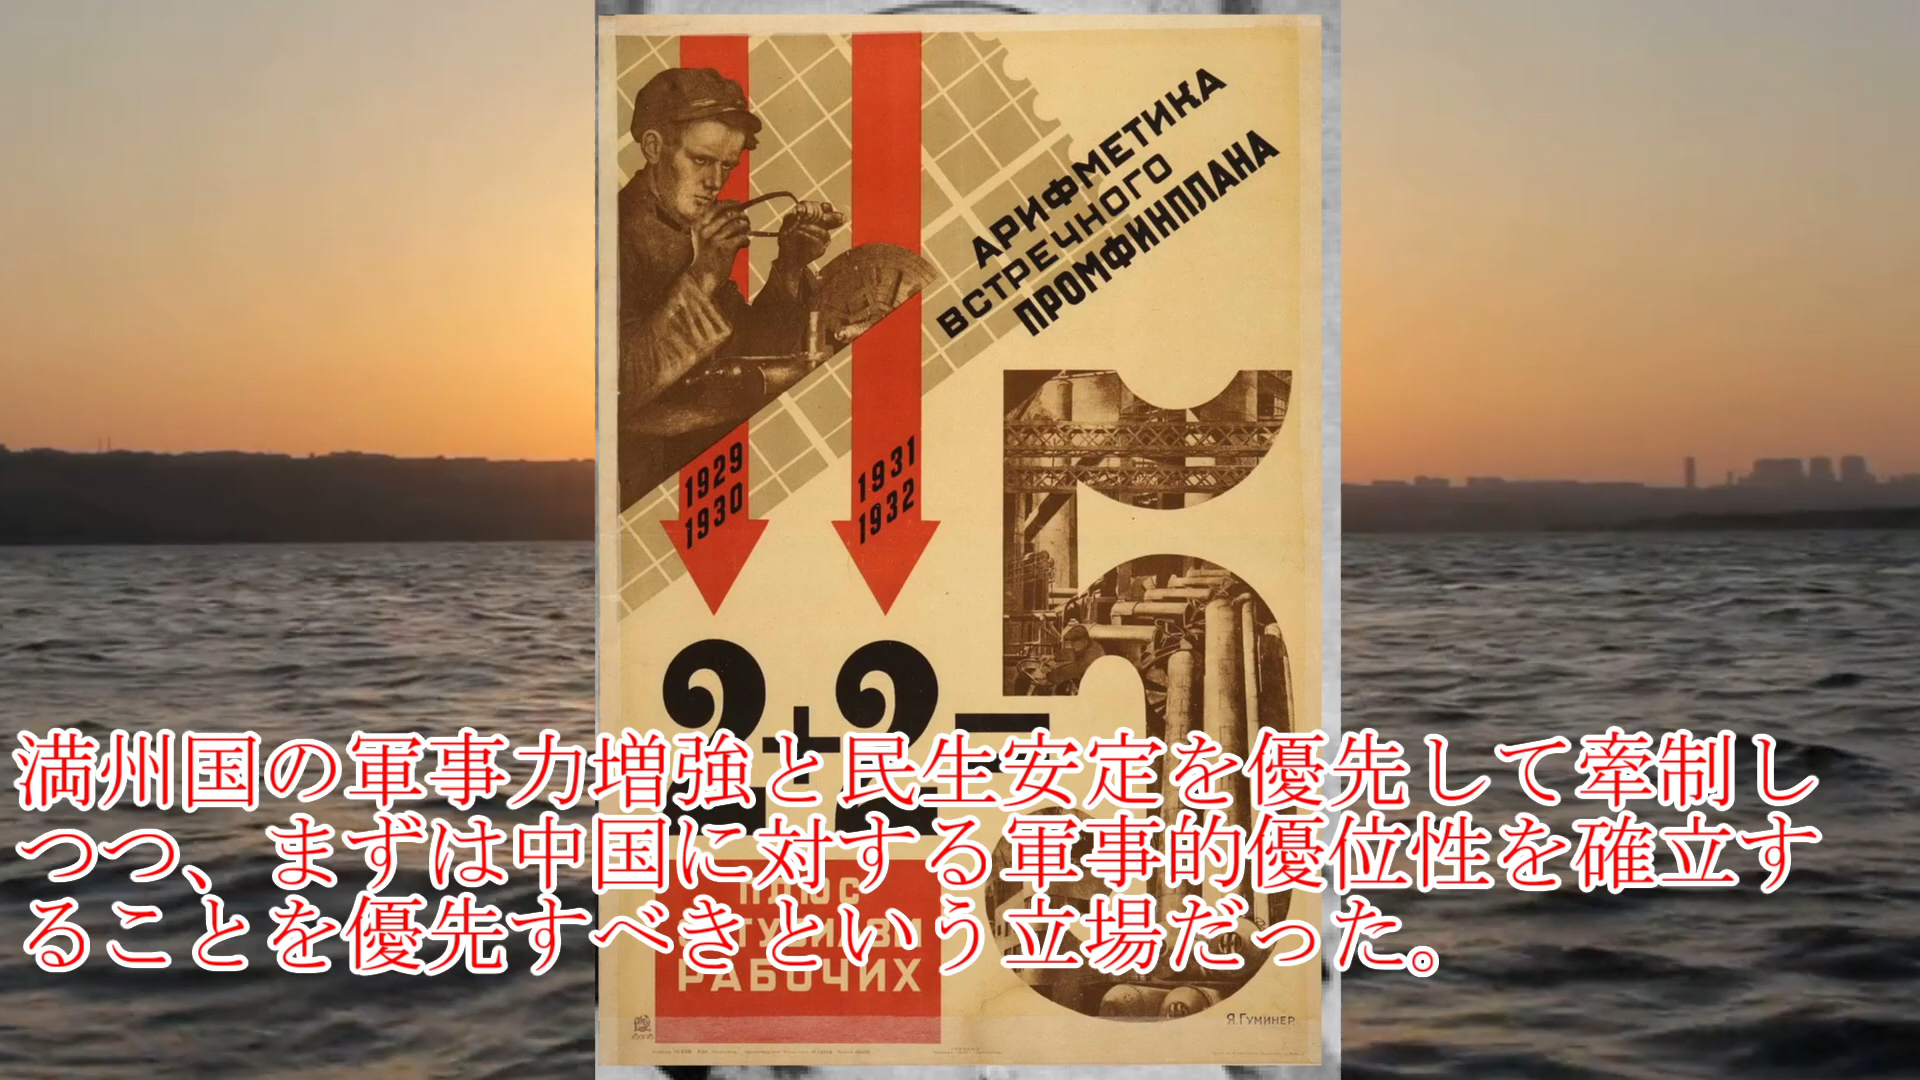 АРИФМЕТИКА
ВСТРЕЧНОГО
ПРОМФИНПЛАНА
1929
1930
1931
1932
2+2=5
満州国の軍事力増強と民生安定を優先して牽制し
つつ、まずは中国に対する軍事的優位性を確立す
ることを優先すべきという立場だった。
ПЛЮС
РАБОЧИХ
Я.ГУМИНЕР